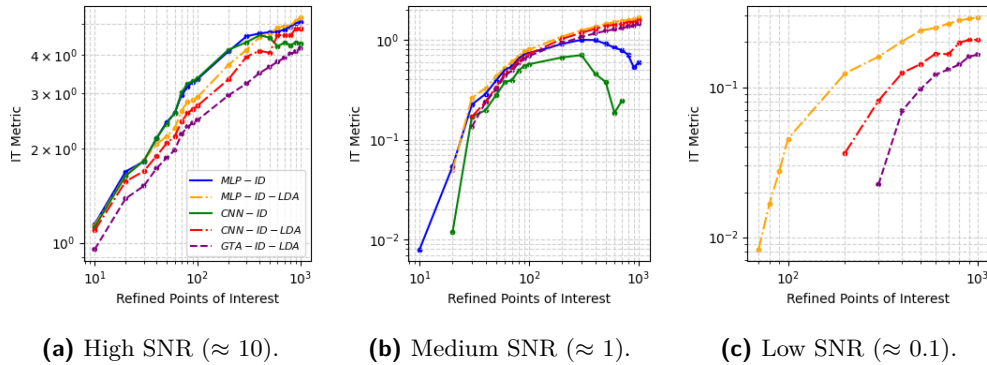 IT Metric
4 × 10⁰
3 × 10⁰
2 × 10⁰
10⁰
MLP − ID
MLP − ID − LDA
CNN − ID
CNN − ID − LDA
GTA − ID − LDA
10¹
10²
10³
Refined Points of Interest
IT Metric
10⁰
10⁻¹
10⁻²
10¹
10²
10³
Refined Points of Interest
IT Metric
10⁻¹
10⁻²
10²
10³
Refined Points of Interest
(a) High SNR (≈ 10).
(b) Medium SNR (≈ 1).
(c) Low SNR (≈ 0.1).